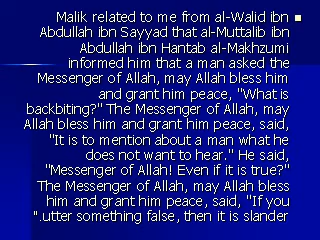 Malik related to me from al-Walid ibn
Abdullah ibn Sayyad that al-Muttalib ibn
Abdullah ibn Hantab al-Makhzumi
informed him that a man asked the
Messenger of Allah, may Allah bless him
and grant him peace, "What is
backbiting?" The Messenger of Allah, may
Allah bless him and grant him peace, said,
"It is to mention about a man what he
does not want to hear." He said,
"Messenger of Allah! Even if it is true?"
The Messenger of Allah, may Allah bless
him and grant him peace, said, "If you
".utter something false, then it is slander